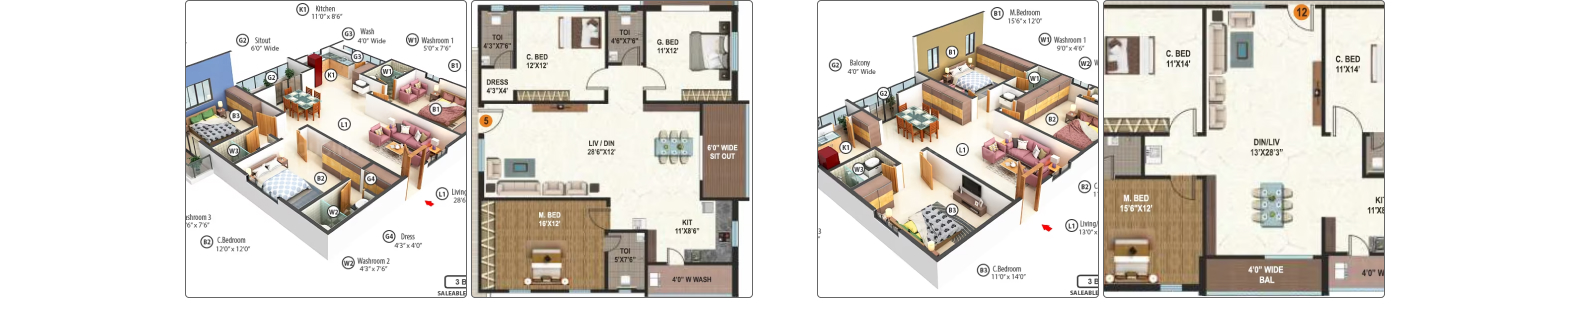 K1 Kitchen
11'0" x 8'6"
G3 Wash
4'0" Wide
G2 Sitout
6'0" Wide
W1 Washroom 1
5'0" x 7'6"
B1
G3
K1
W1
G2
B1
B3
L1
W3
B2
G4
W2
L1 Living
28'6
G4 Dress
4'3" x 4'0"
ashroom 3
'6" x 7'6"
B2 C.Bedroom
12'0" x 12'0"
W2 Washroom 2
4'3" x 7'6"
3 B
SALEABLE
TOI
4'3"X7'6"
C. BED
12'X12'
TOI
4'6"X7'6"
G. BED
11'X12'
DRESS
4'3"X4'
5
LIV / DIN
28'6"X12'
6'0" WIDE
SIT OUT
M. BED
16'X12'
KIT
11'X8'6"
TOI
5'X7'6"
4'0" W WASH
B1 M.Bedroom
15'6" x 12'0"
W1 Washroom 1
9'0" x 4'6"
W2 W
G2 Balcony
4'0" Wide
B1
W1
G2
B2
K1
L1
W3
B3
B2 C.
L1 Living/
13'0" x
B3 C.Bedroom
11'0" x 14'0"
3 B
SALEABLE
12
C. BED
11'X14'
C. BED
11'X14'
DIN/LIV
13'X28'3"
M. BED
15'6"X12'
KI
11'X8
4'0" WIDE
BAL
4'0" W